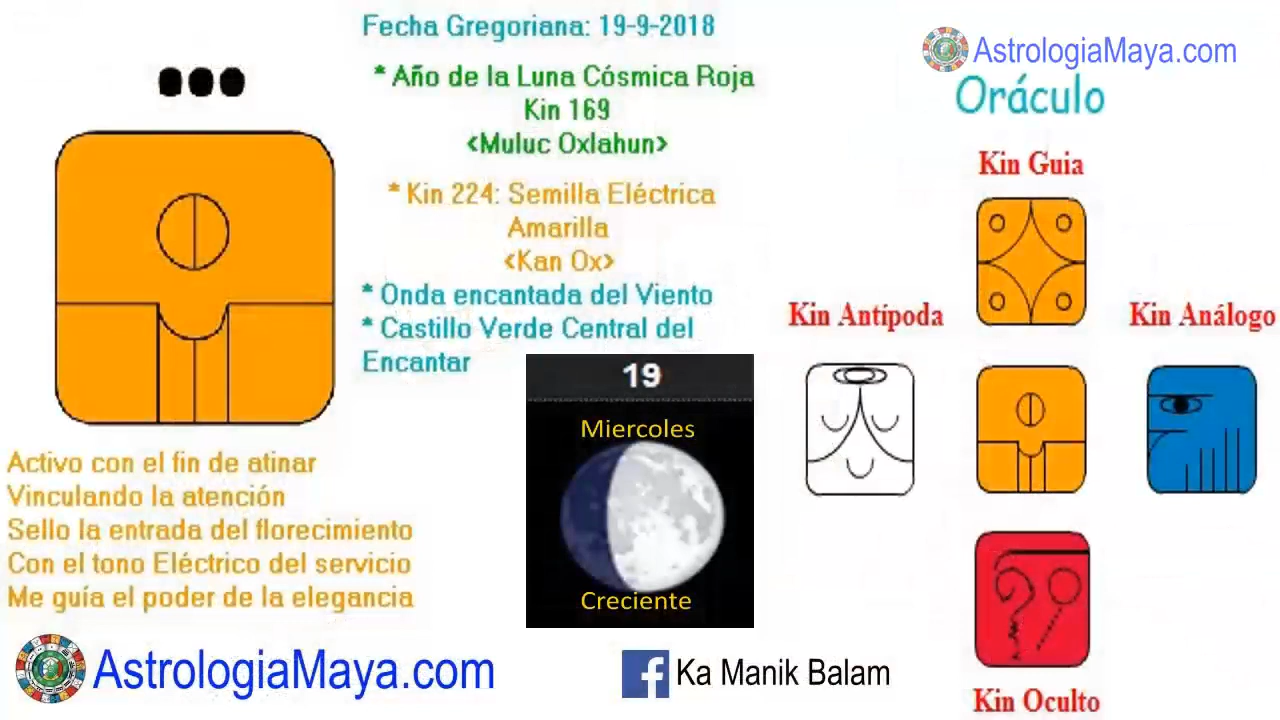 Fecha Gregoriana: 19-9-2018
* Año de la Luna Cósmica Roja
Kin 169
<Muluc Oxlahun>
* Kin 224: Semilla Eléctrica
Amarilla
<Kan Ox>
* Onda encantada del Viento
* Castillo Verde Central del
Encantar
19
Miercoles
Creciente
Activo con el fin de atinar
Vinculando la atención
Sello la entrada del florecimiento
Con el tono Eléctrico del servicio
Me guía el poder de la elegancia
AstrologiaMaya.com
Ka Manik Balam
AstrologiaMaya.com
Oráculo
Kin Guia
Kin Antípoda
Kin Análogo
Kin Oculto